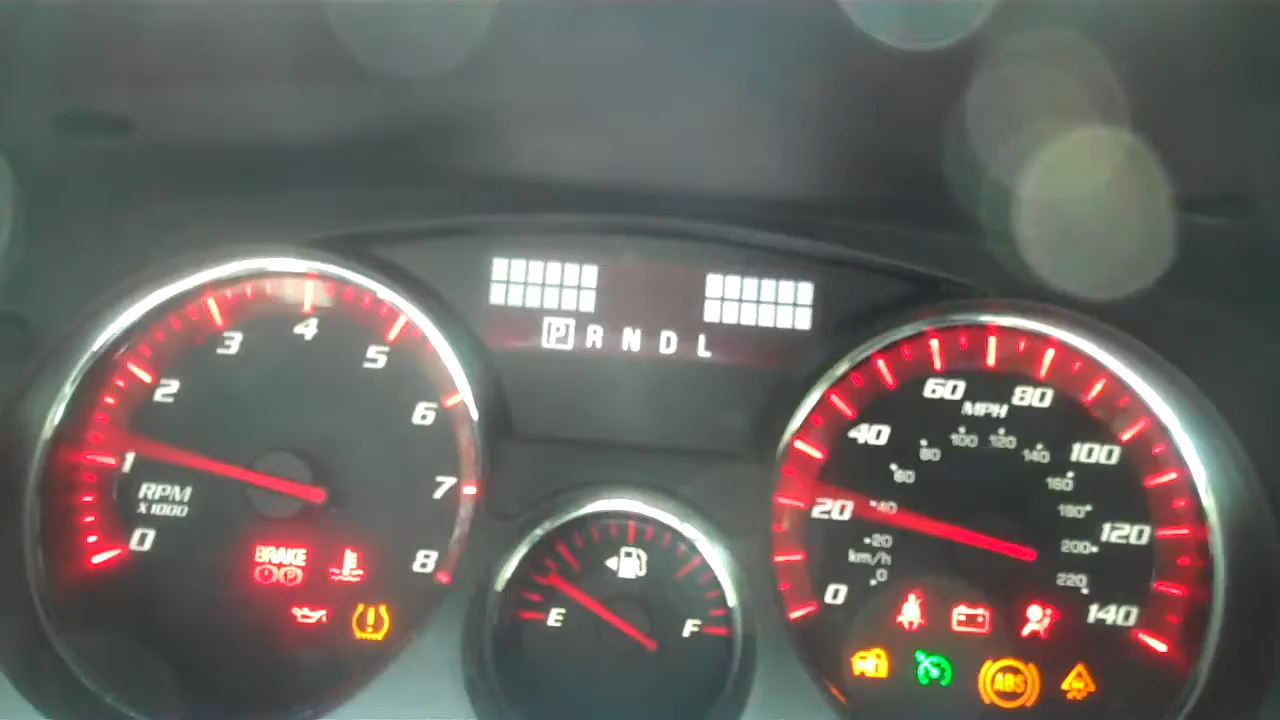 P R N D L
0 1 2 3 4 5 6 7 8
RPM
X 1000
BRAKE
P
E F
0 20 40 60 80 100 120 140
MPH
0 20 40 60 80 100 120 140 160 180 200 220
km/h
ABS